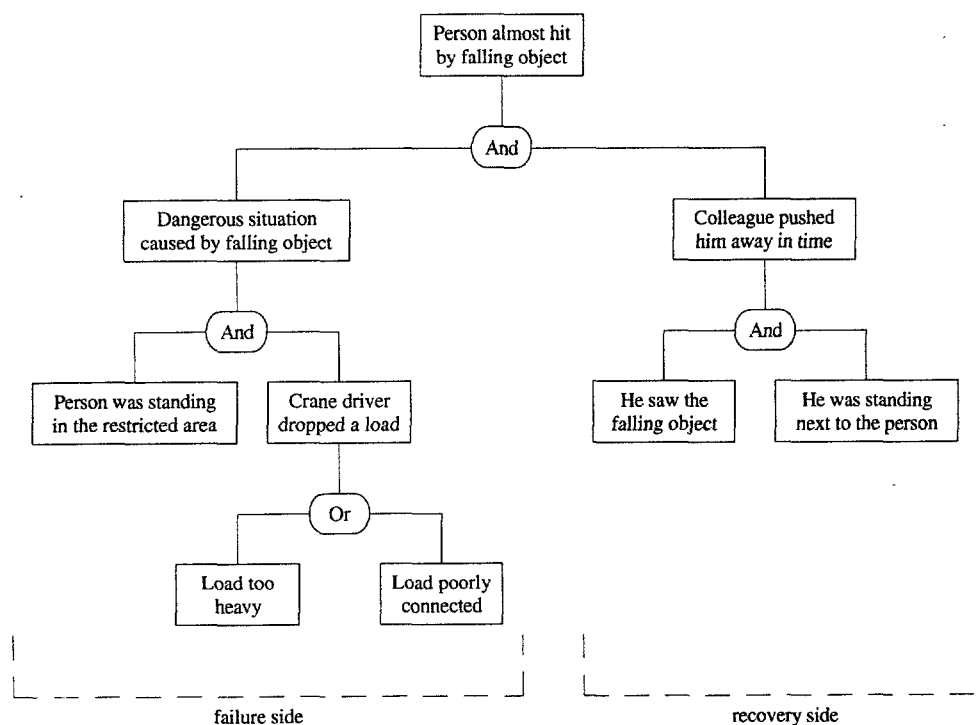 Person almost hit
by falling object
And
Dangerous situation
caused by falling object
Colleague pushed
him away in time
And
And
Person was standing
in the restricted area
Crane driver
dropped a load
He saw the
falling object
He was standing
next to the person
Or
Load too
heavy
Load poorly
connected
failure side
recovery side